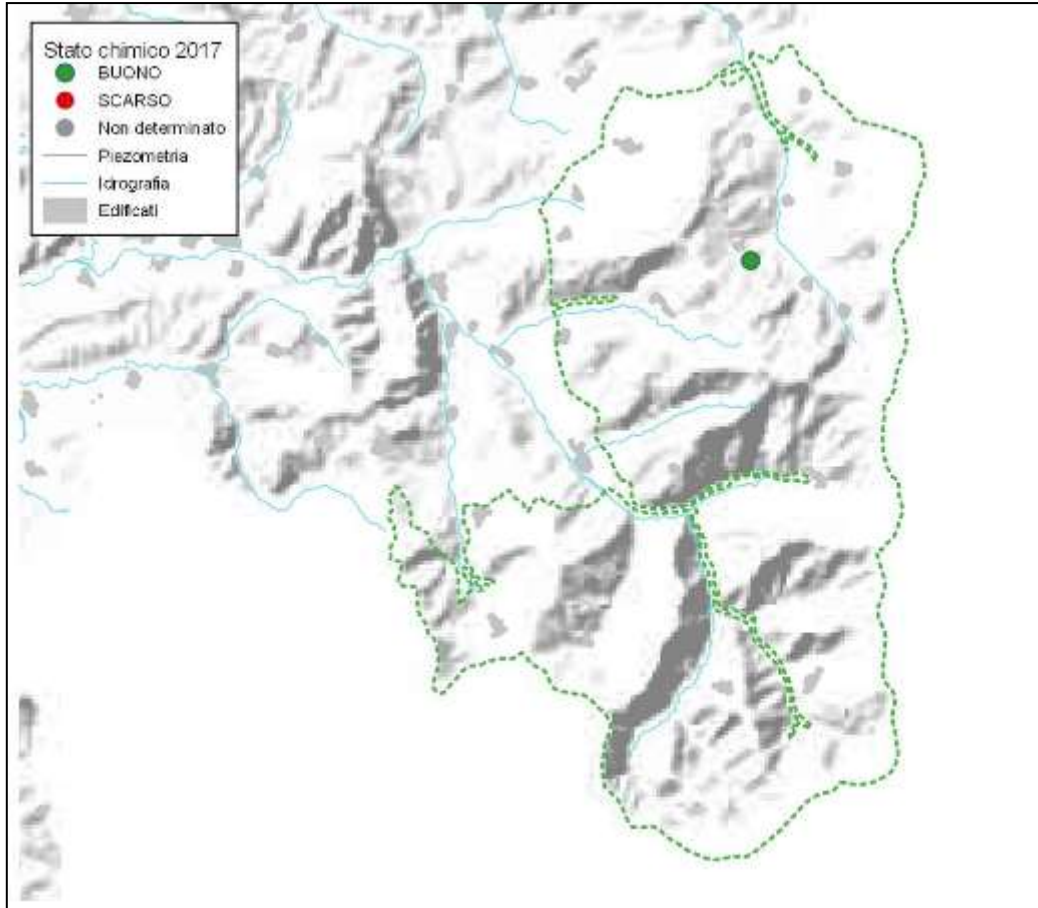 Stato chimico 2017
BUONO
SCARSO
Non determinato
Piezometria
Idrografia
Edificati